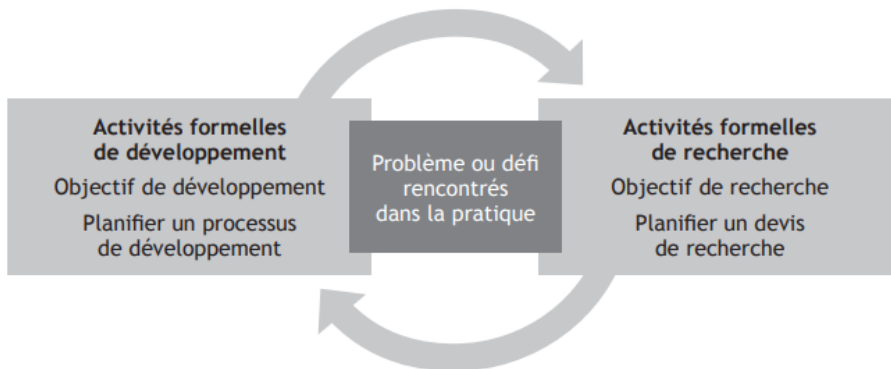 Activités formelles
de développement
Objectif de développement
Planifier un processus
de développement
Problème ou défi
rencontrés
dans la pratique
Activités formelles
de recherche
Objectif de recherche
Planifier un devis
de recherche